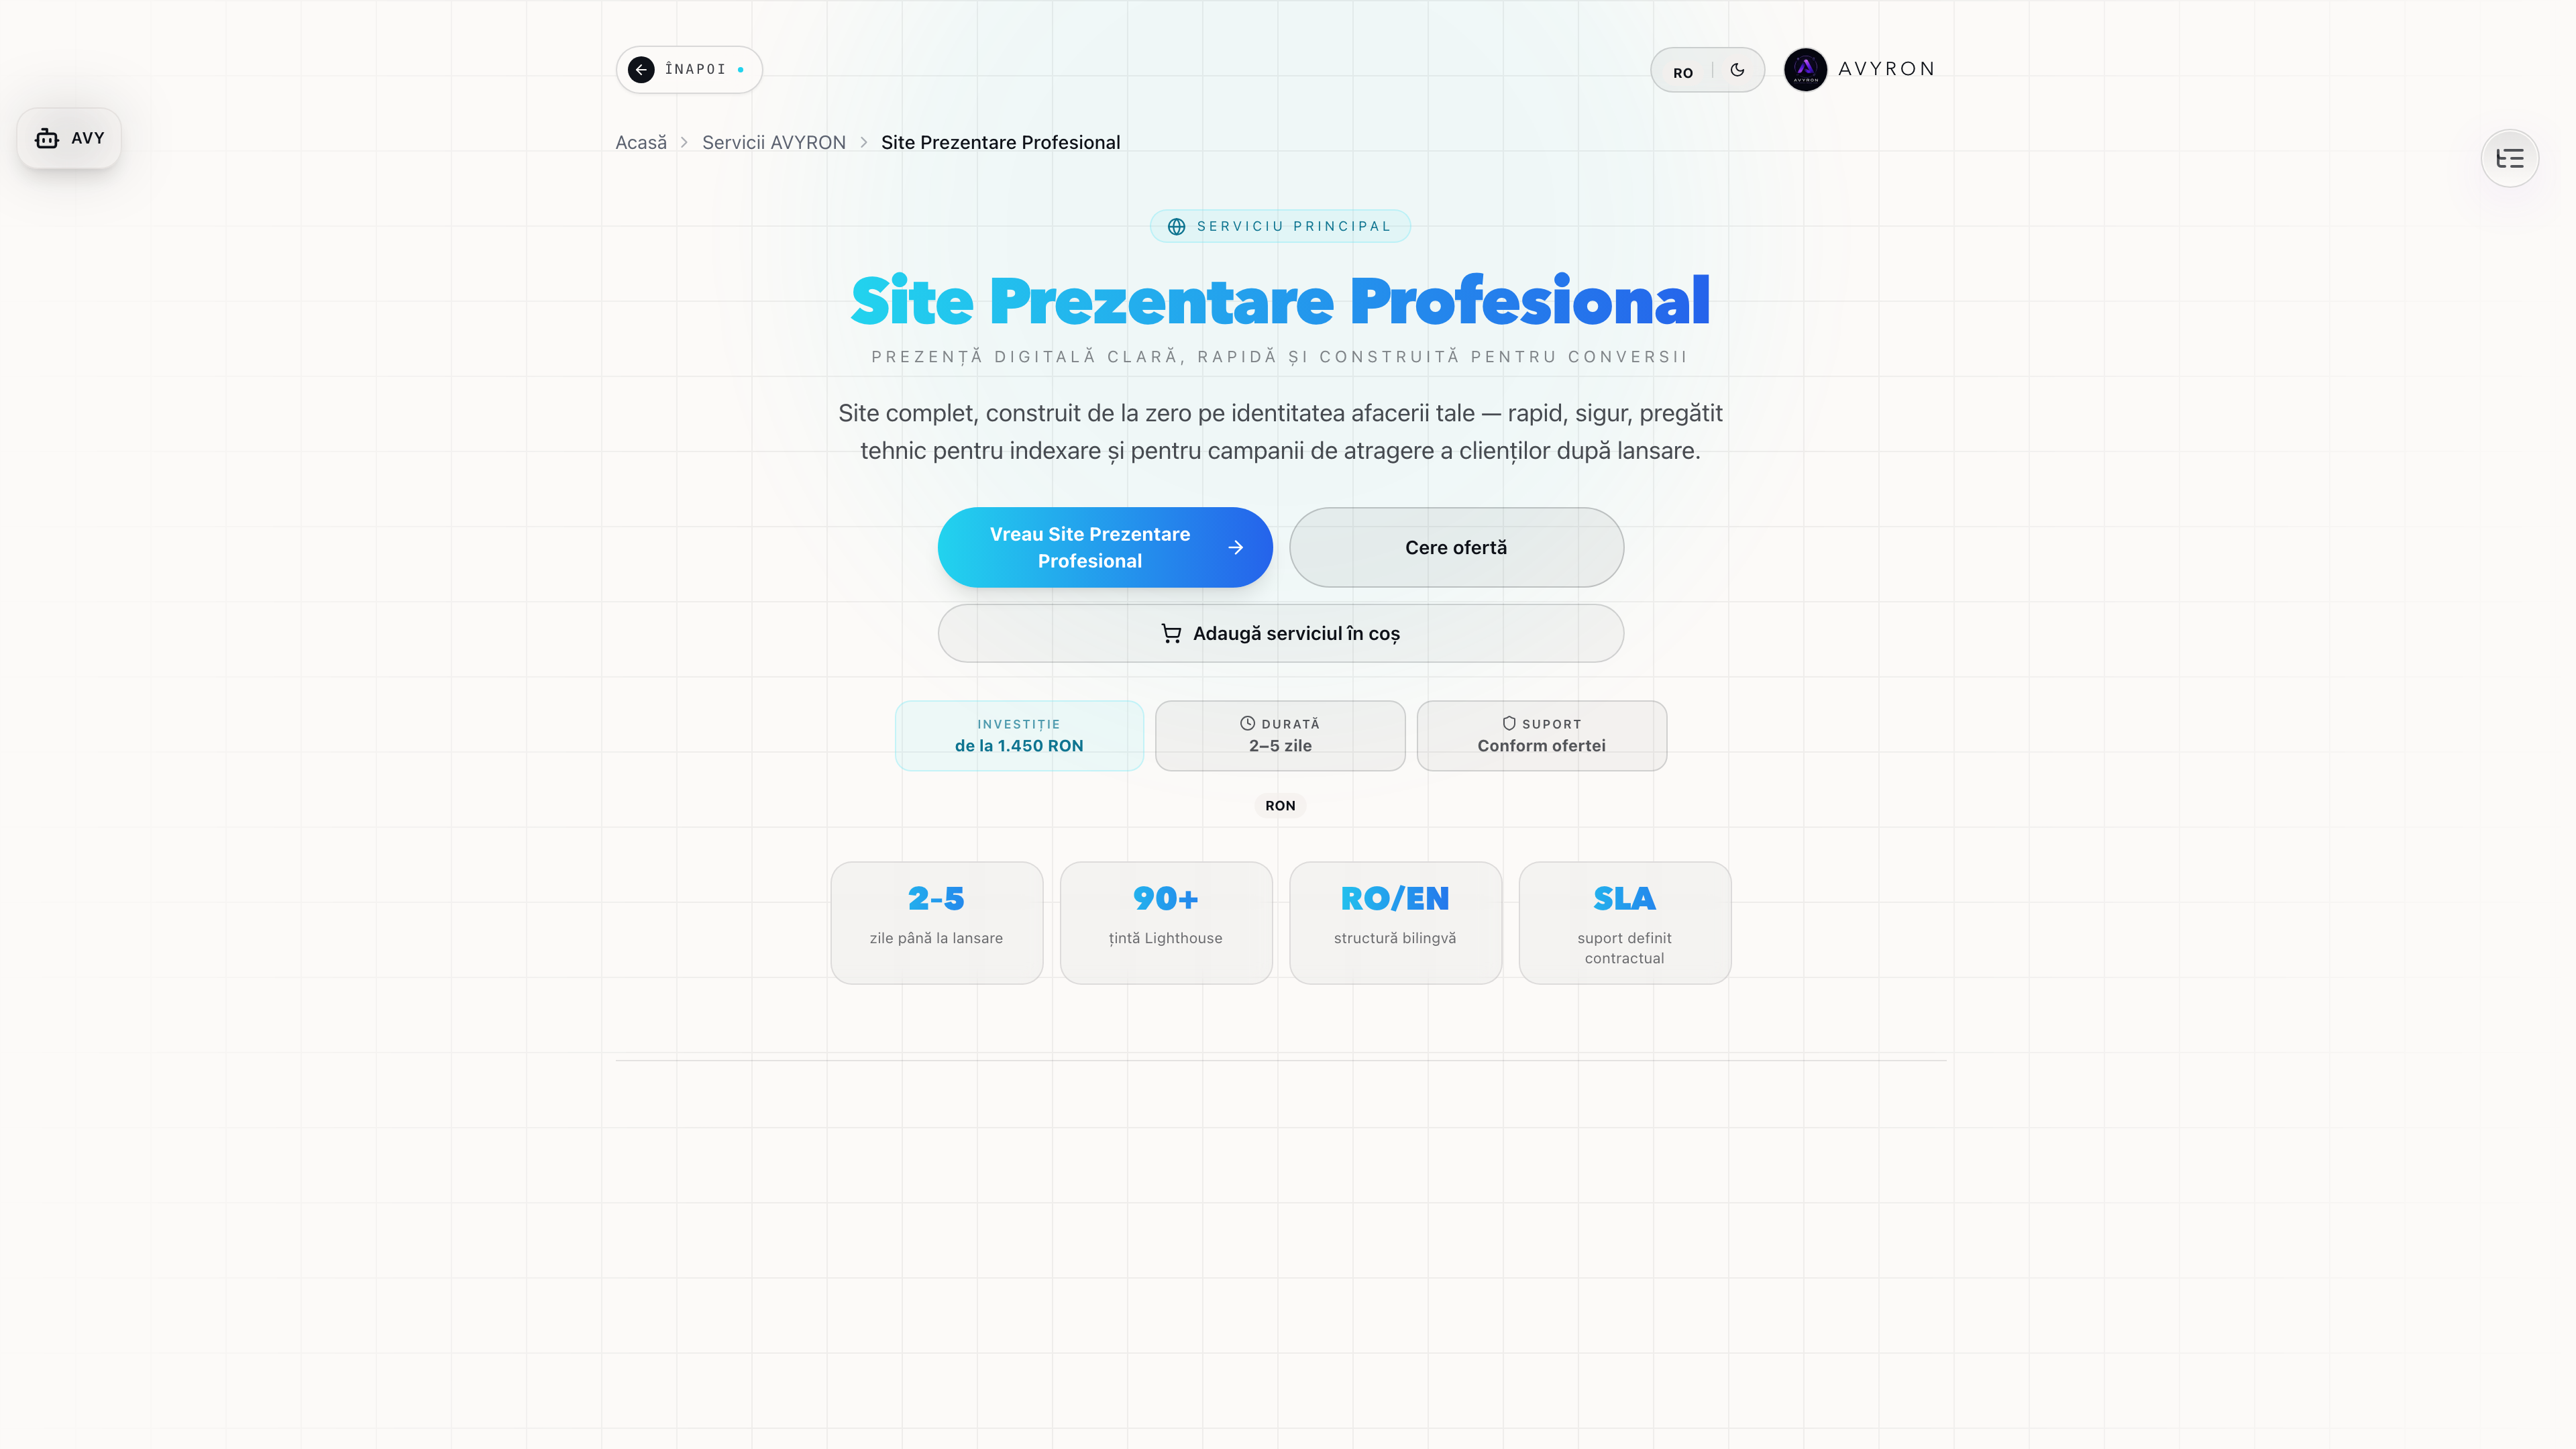 ÎNAPOI
RO
AVYRON
AVYRON
AVY
Acasă
Servicii AVYRON
Site Prezentare Profesional
SERVICIU PRINCIPAL
Site Prezentare Profesional
PREZENȚĂ DIGITALĂ CLARĂ, RAPIDĂ ȘI CONSTRUITĂ PENTRU CONVERSII
Site complet, construit de la zero pe identitatea afacerii tale — rapid, sigur, pregătit
tehnic pentru indexare și pentru campanii de atragere a clienților după lansare.
Vreau Site Prezentare
Profesional
Cere ofertă
Adaugă serviciul în coș
INVESTIȚIE
de la 1.450 RON
DURATĂ
2–5 zile
SUPORT
Conform ofertei
RON
2-5
zile până la lansare
90+
țintă Lighthouse
RO/EN
structură bilingvă
SLA
suport definit
contractual